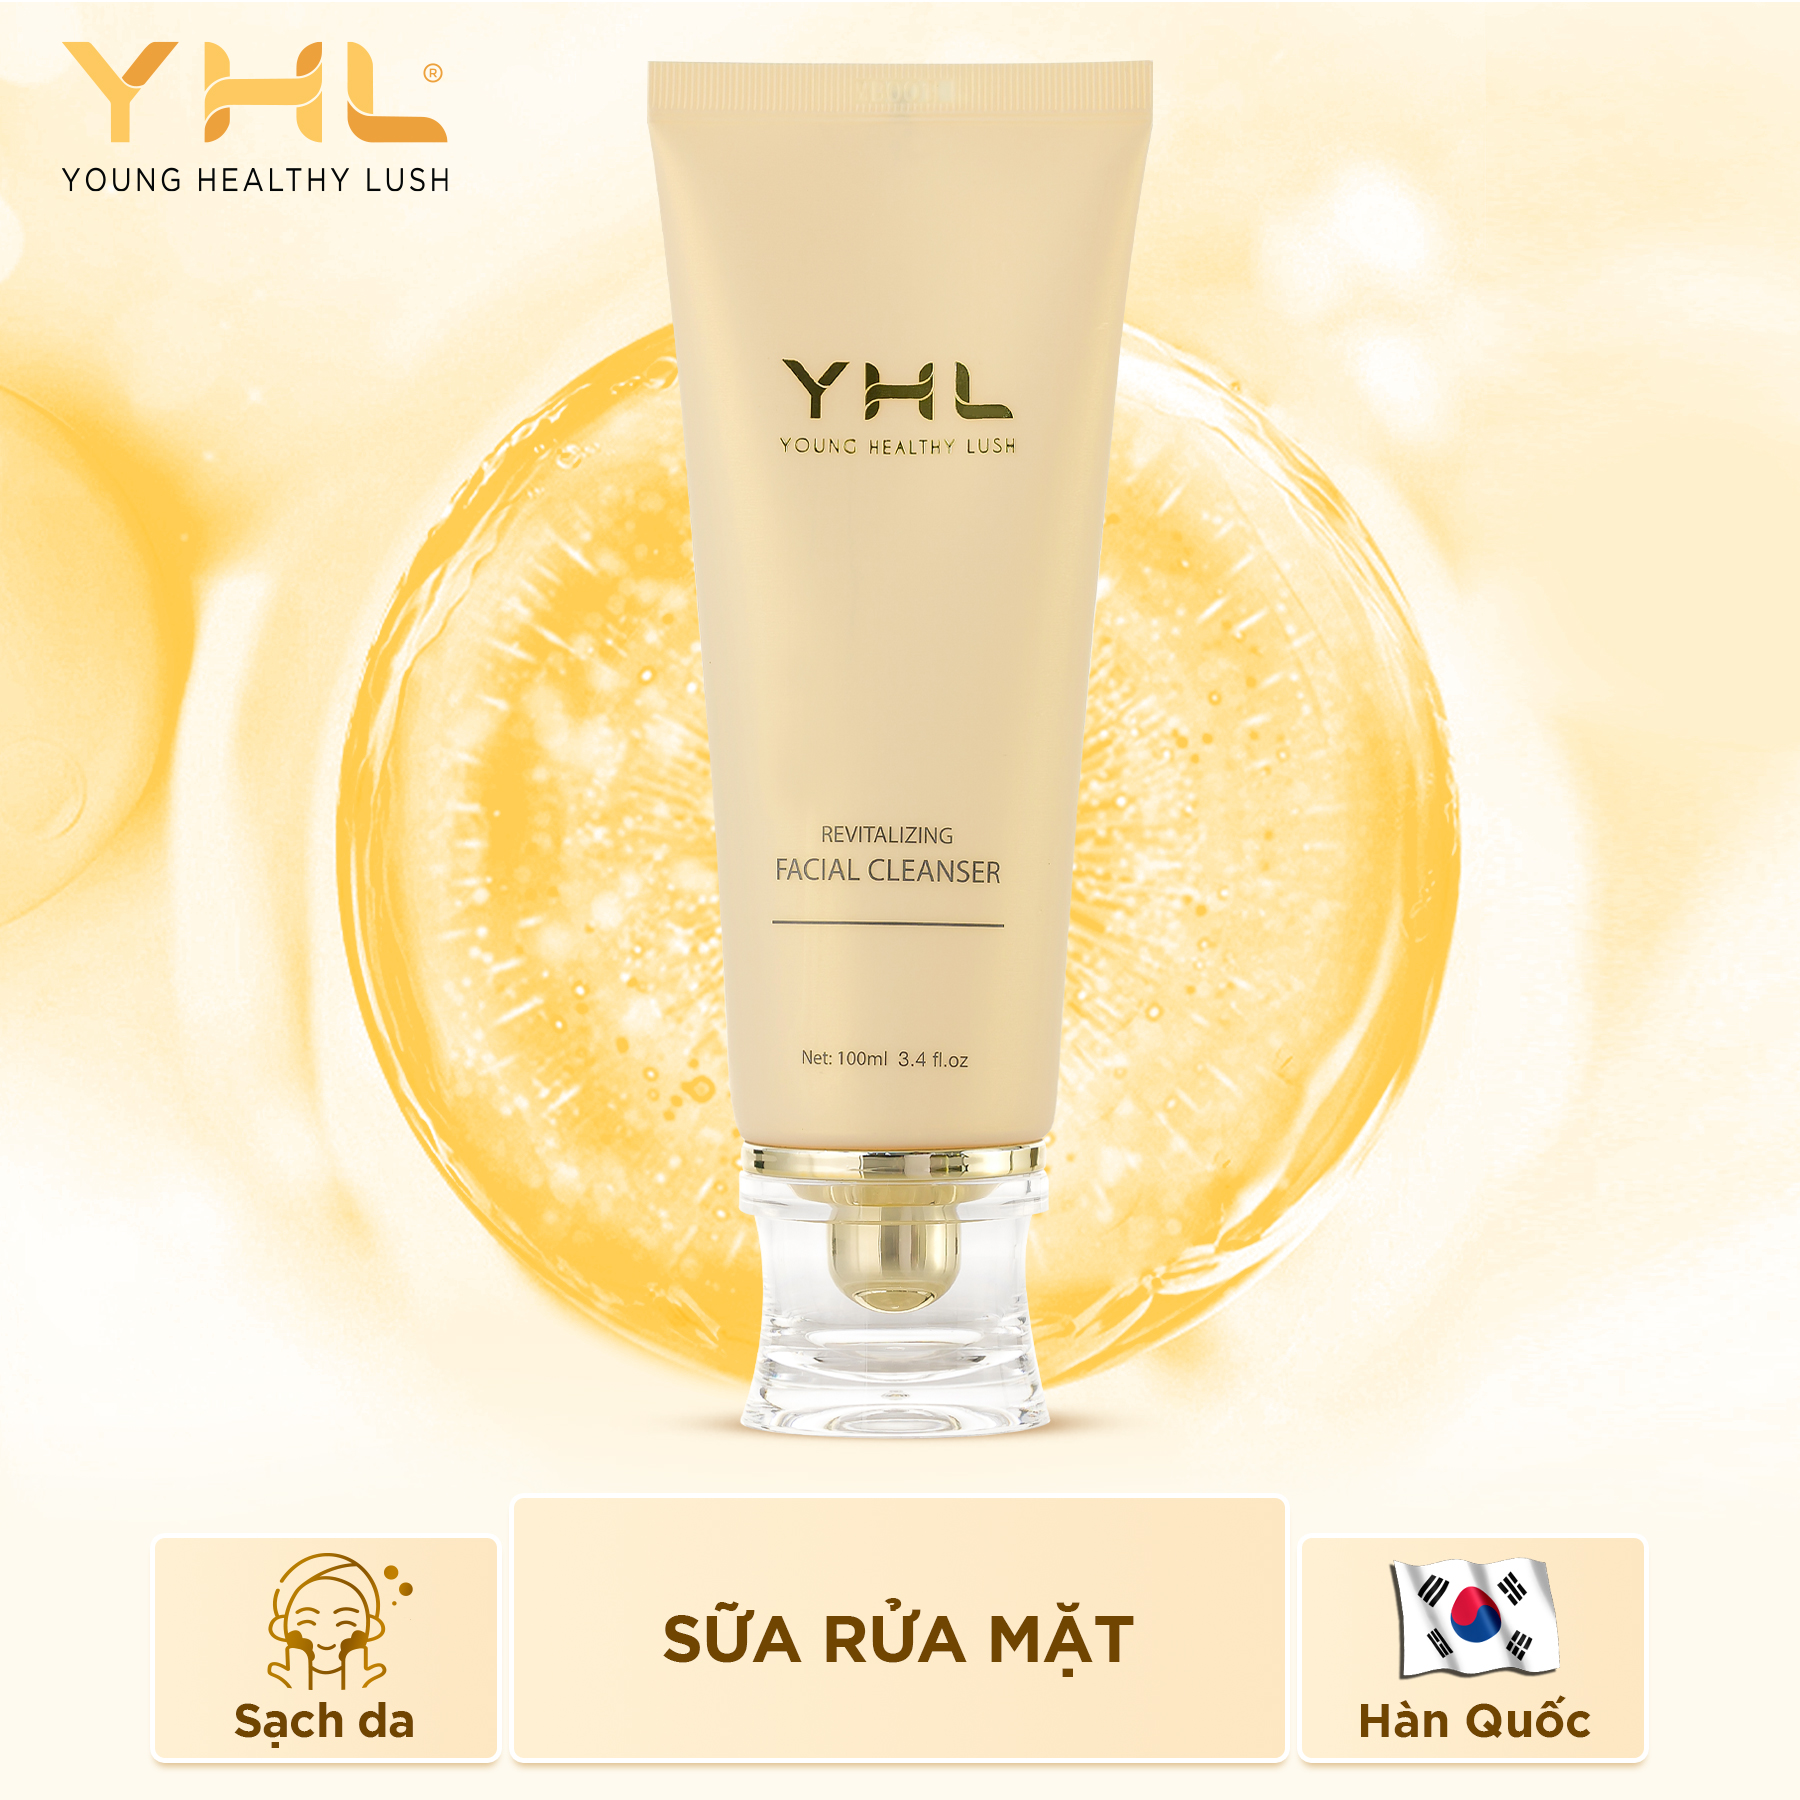 YHL®
YOUNG HEALTHY LUSH
YHL
YOUNG HEALTHY LUSH
REVITALIZING
FACIAL CLEANSER
Net: 100ml 3.4 fl.oz
SỮA RỬA MẶT
Sạch da
Hàn Quốc